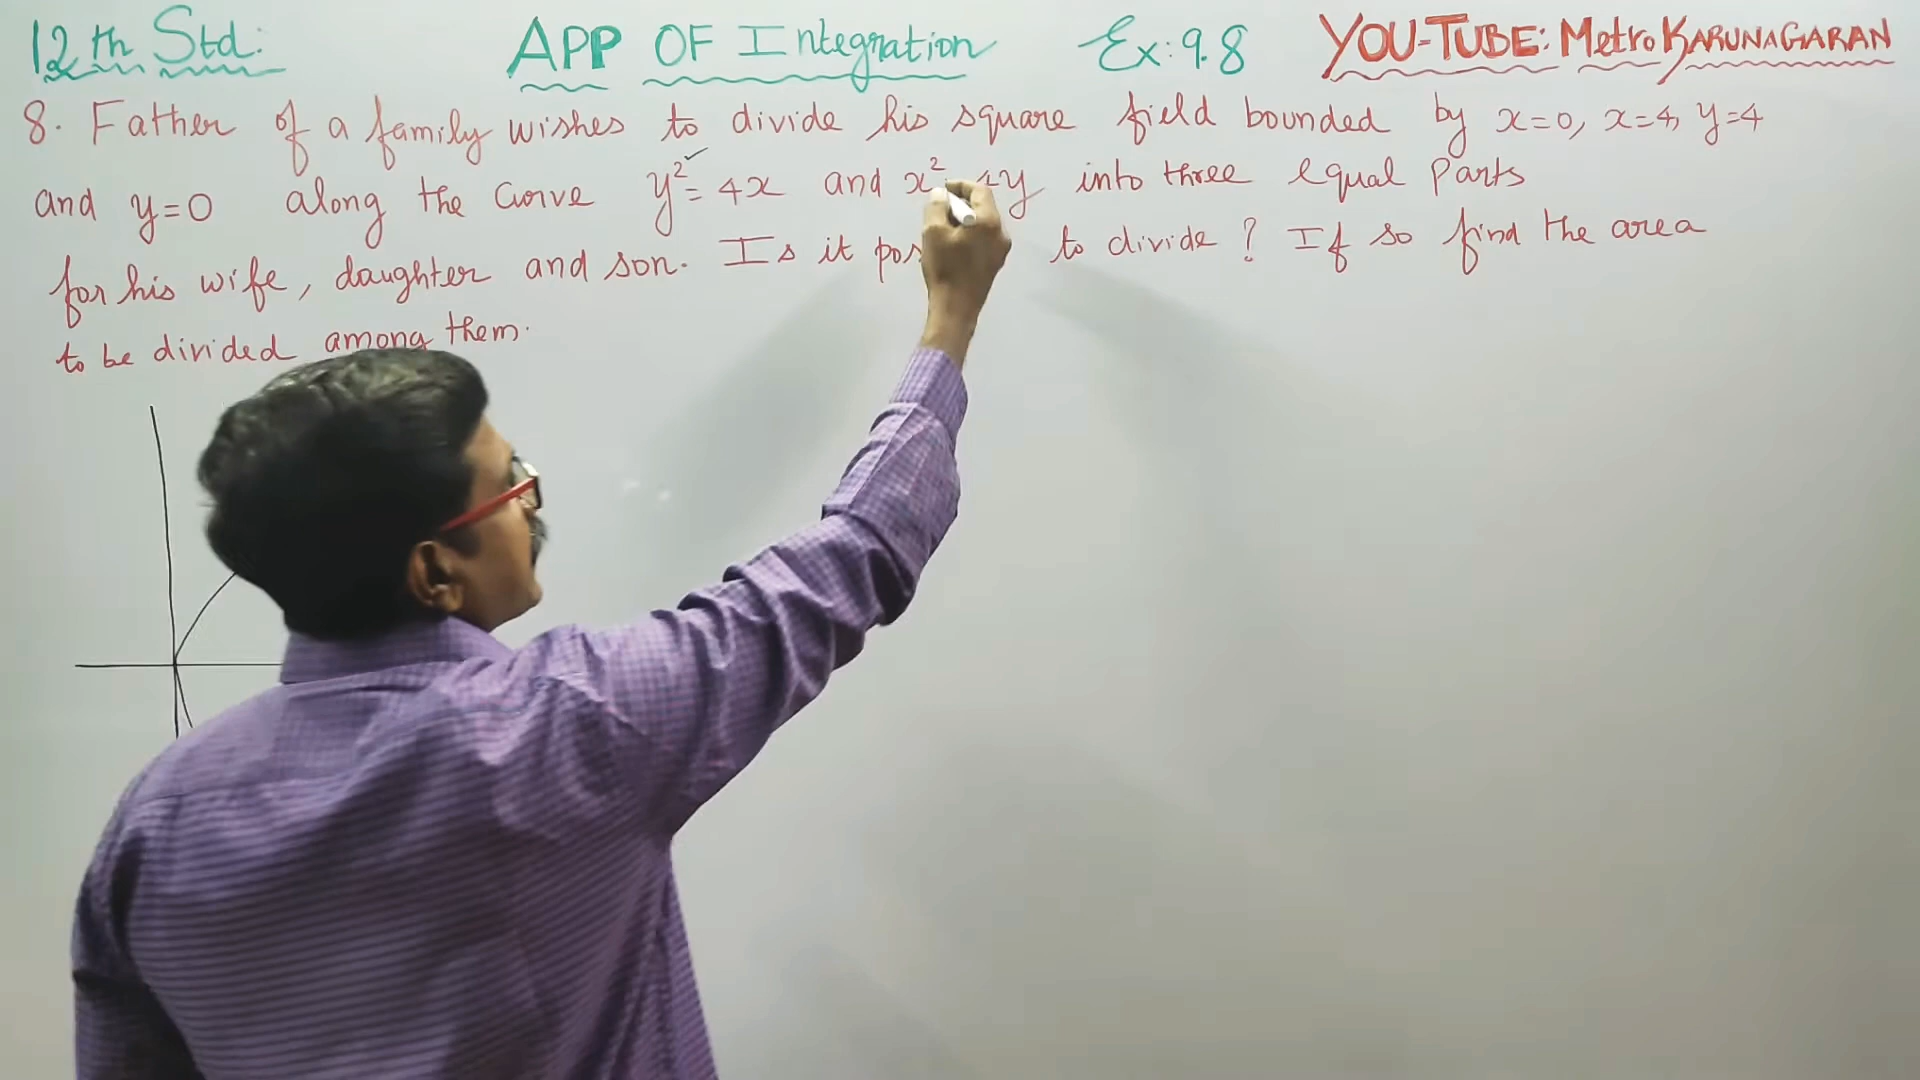 12th Std: APP OF Integration Ex: 9.8 YOU-TUBE: Metro KARUNAGARAN
8. Father of a family wishes to divide his square field bounded by x=0, x=4, y=4
and y=0 along the curve y²=4x and x² 4y into three equal parts
for his wife, daughter and son. Is it to divide? If so find the area
to be divided among them.